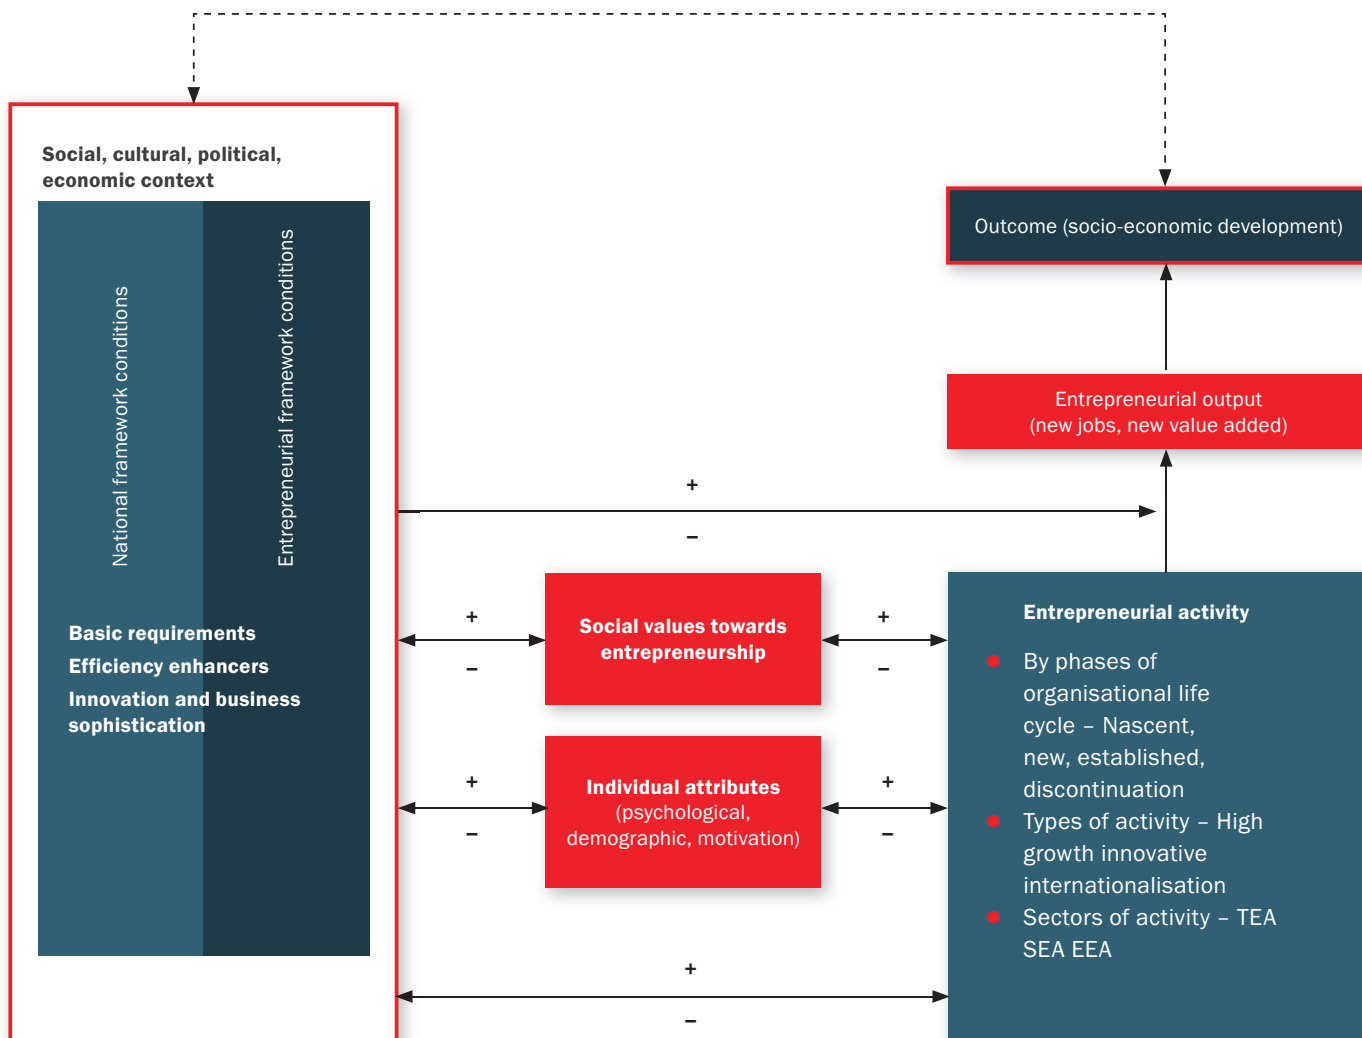 Social, cultural, political,
economic context
National framework conditions
Entrepreneurial framework conditions
Basic requirements
Efficiency enhancers
Innovation and business
sophistication
Outcome (socio-economic development)
Entrepreneurial output
(new jobs, new value added)
+
–
+
–
Social values towards
entrepreneurship
+
–
+
–
Individual attributes
(psychological,
demographic, motivation)
+
–
+
–
Entrepreneurial activity
● By phases of
organisational life
cycle – Nascent,
new, established,
discontinuation
● Types of activity – High
growth innovative
internationalisation
● Sectors of activity – TEA
SEA EEA